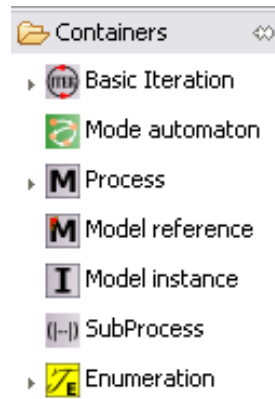 Containers
Basic Iteration
Mode automaton
M Process
M Model reference
I Model instance
(|--|) SubProcess
E Enumeration